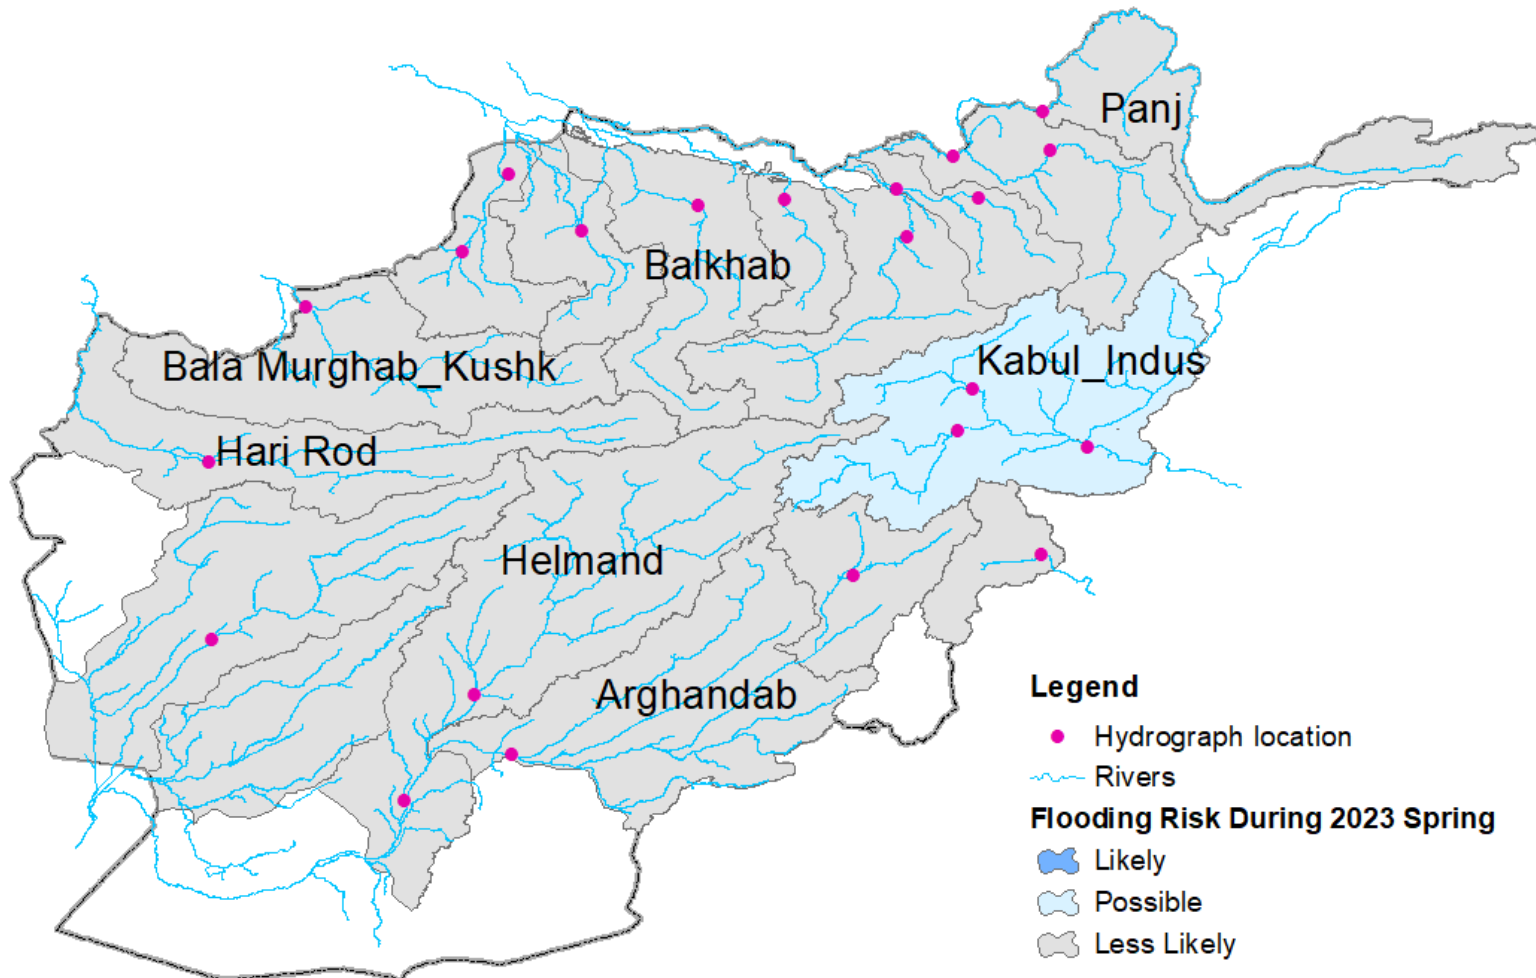 Panj
Balkhab
Kabul_Indus
Bala Murghab_Kushk
Hari Rod
Helmand
Arghandab
Legend
Hydrograph location
Rivers
Flooding Risk During 2023 Spring
Likely
Possible
Less Likely